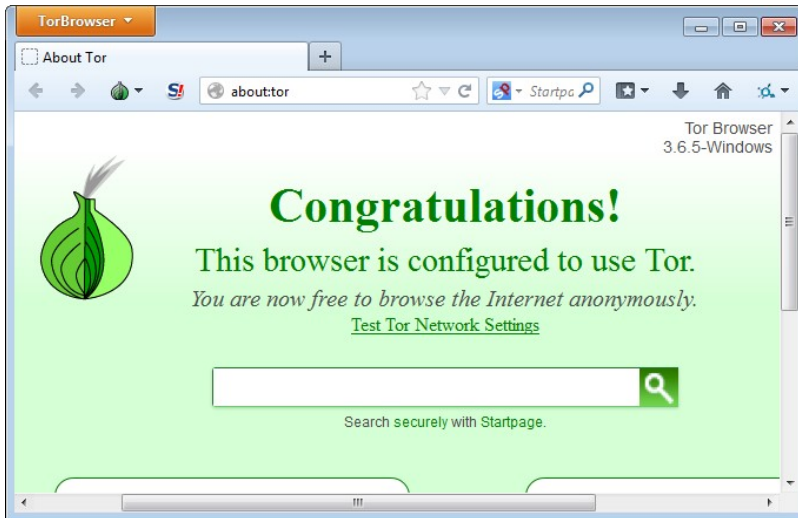 TorBrowser
About Tor
about:tor
Startpa
Tor Browser
3.6.5-Windows
Congratulations!
This browser is configured to use Tor.
You are now free to browse the Internet anonymously.
Test Tor Network Settings
Search securely with Startpage.